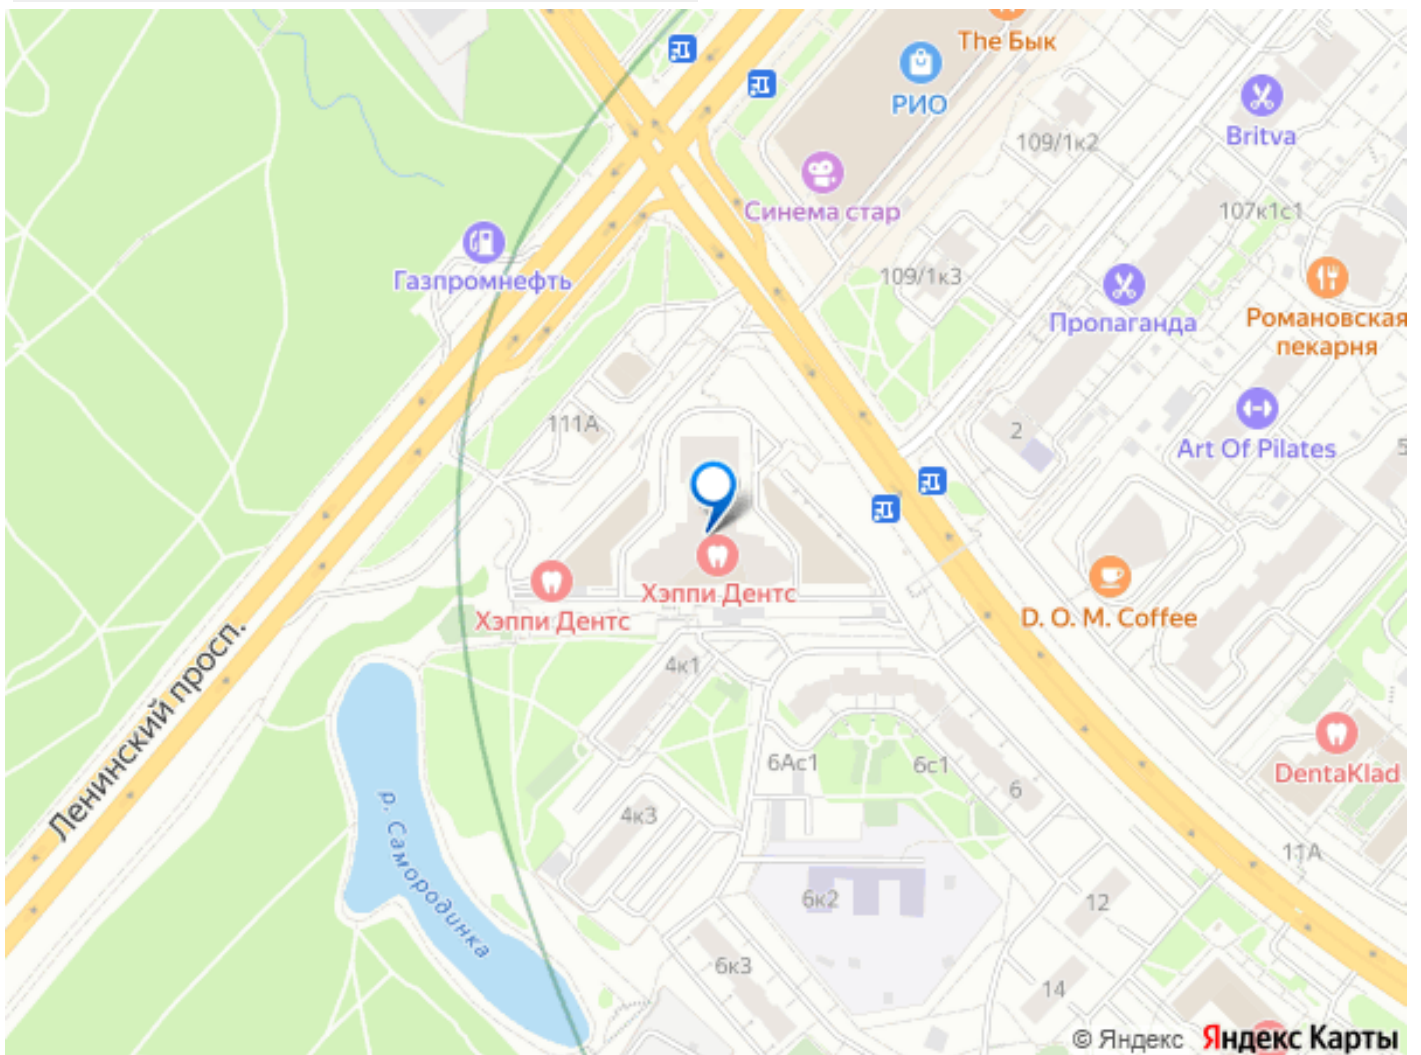 The Бык
РИО
Britva
109/1к2
Синема стар
107к1с1
Газпромнефть
109/1к3
Пропаганда
Романовская
пекарня
111А
2
Art Of Pilates
5
Хэппи Дентс
Хэппи Дентс
D. O. M. Coffee
Ленинский просп.
4к1
6Ас1
6с1
6
DentaKlad
4к3
р. Самородинка
11А
6к2
12
6к3
14
© Яндекс Яндекс Карты